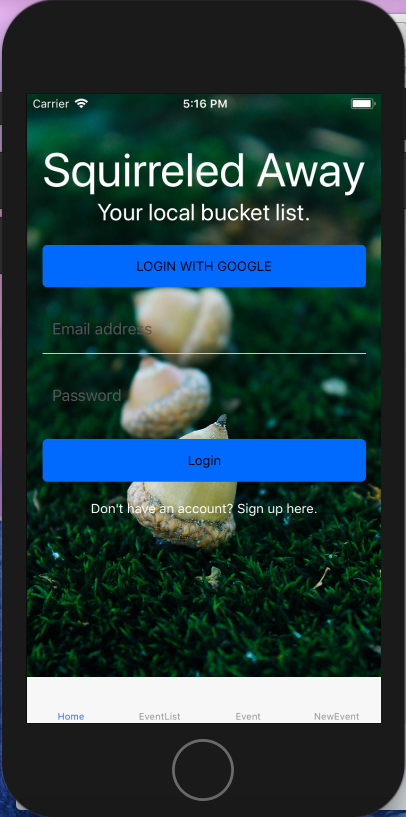 Carrier 5:16 PM
Squirreled Away
Your local bucket list.
LOGIN WITH GOOGLE
Email address
Password
Login
Don't have an account? Sign up here.
Home EventList Event NewEvent